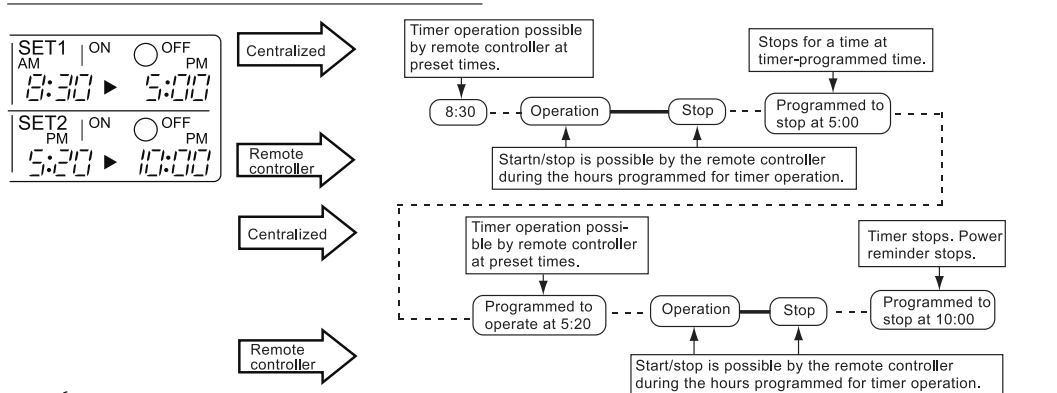 SET1 ON OFF
AM PM
8:30 ▶ 5:00
SET2 ON OFF
PM PM
5:20 ▶ 10:00
Centralized
Timer operation possible
by remote controller at
preset times.
Stops for a time at
timer-programmed time.
8:30
Operation
Stop
Programmed to
stop at 5:00
Remote
controller
Startn/stop is possible by the remote controller
during the hours programmed for timer operation.
Centralized
Timer operation possi-
ble by remote controller
at preset times.
Timer stops. Power
reminder stops.
Programmed to
operate at 5:20
Operation
Stop
Programmed to
stop at 10:00
Remote
controller
Start/stop is possible by the remote controller
during the hours programmed for timer operation.